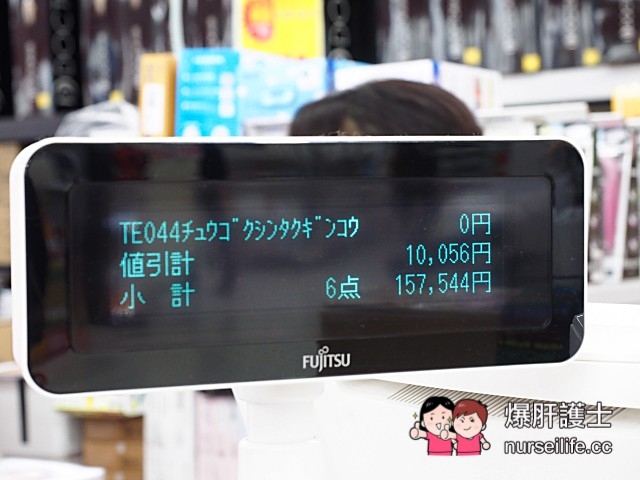 TE044ﾁｭｳｺﾞｸｼﾝﾀｸｷﾞﾝｺｳ 0円
値引計 10,056円
小 計 6点 157,544円
FUJITSU
爆肝護士
nurseilife.cc